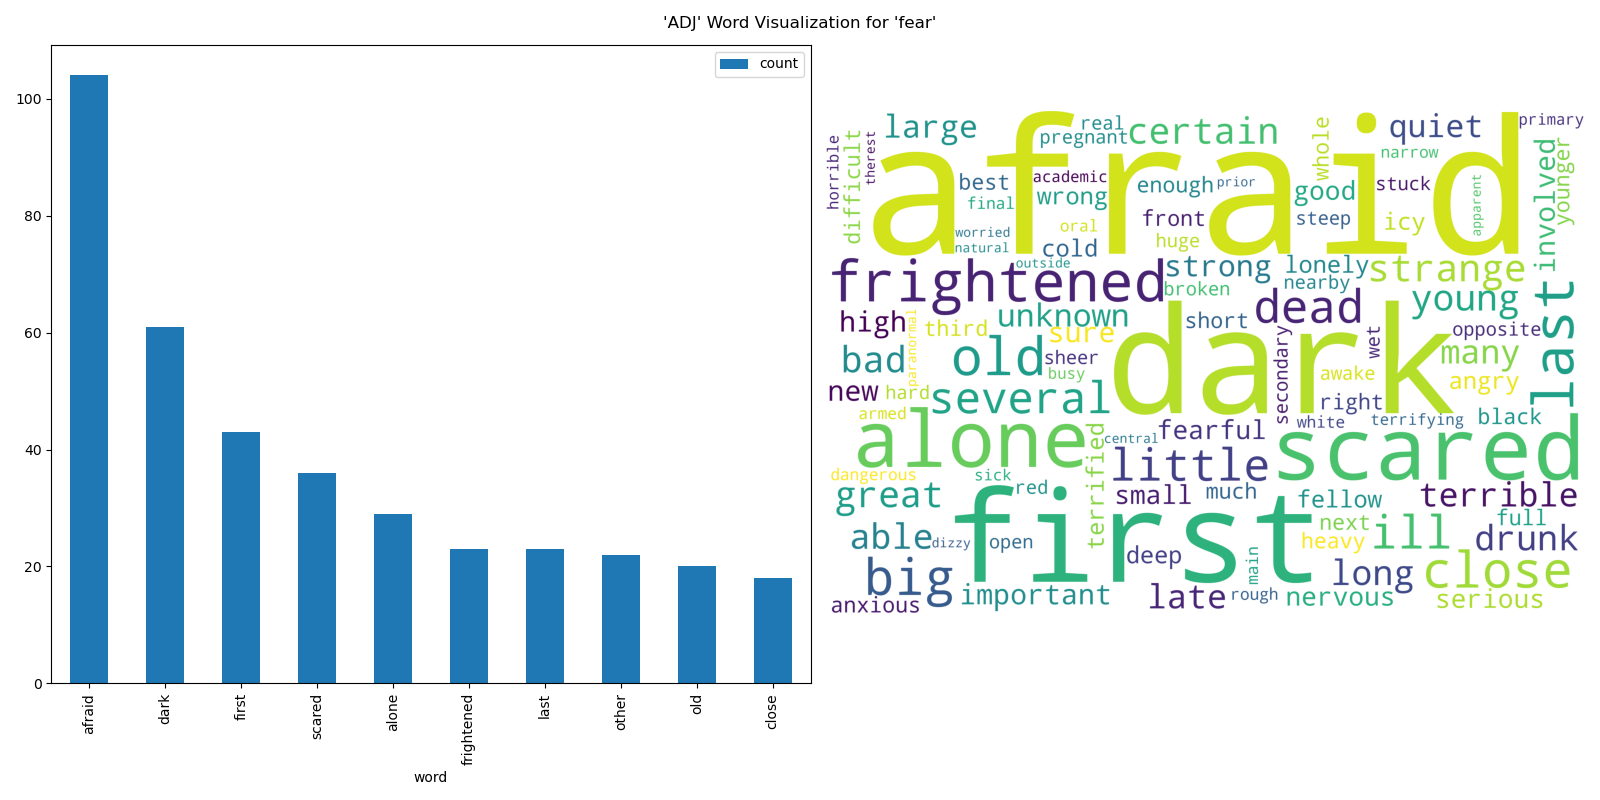 'ADJ' Word Visualization for 'fear'
count
100
80
60
40
20
0
afraid
dark
first
scared
alone
frightened
last
other
old
close
word
afraid
dark
first
scared
alone
frightened
last
old
close
large
real
pregnant
certain
whole
quiet
primary
narrow
horrible
difficult
therest
best
academic
final
wrong
enough
prior
good
stuck
apparent
involved
younger
worried
natural
oral
cold
front
huge
steep
icy
outside
strong
lonely
strange
nearby
broken
dead
young
high
third
unknown
sure
short
opposite
wet
paranormal
bad
sheer
busy
secondary
many
awake
angry
new
hard
several
right
armed
white
terrifying
black
central
fearful
terrified
little
dangerous
sick
great
red
small
much
fellow
terrible
able
dizzy
open
next
full
ill
heavy
drunk
deep
main
big
long
important
late
rough
nervous
serious
anxious